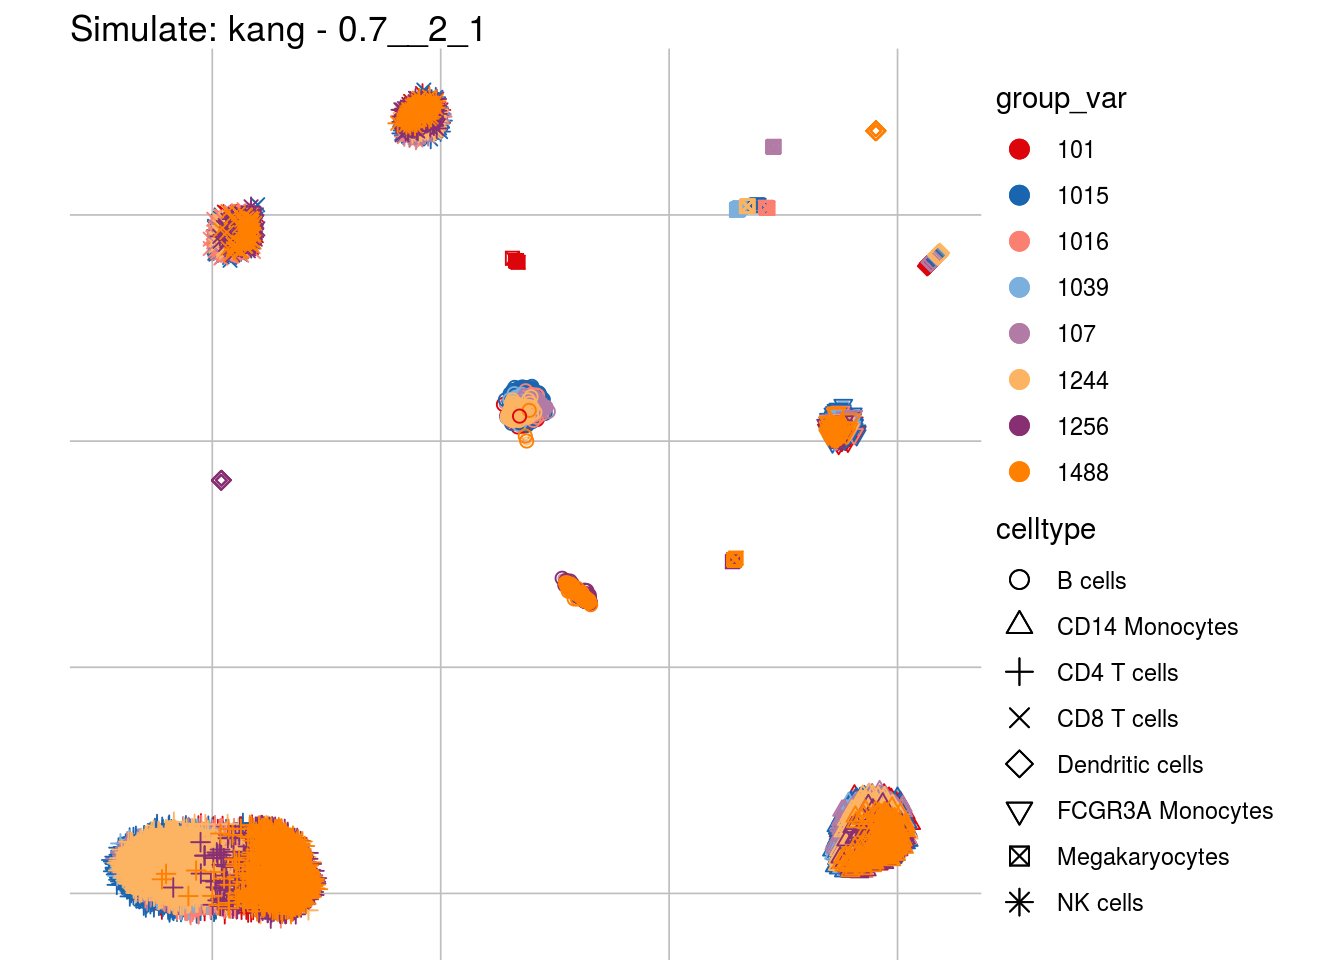 Simulate: kang - 0.7__2_1
group_var
101
1015
1016
1039
107
1244
1256
1488
celltype
B cells
CD14 Monocytes
CD4 T cells
CD8 T cells
Dendritic cells
FCGR3A Monocytes
Megakaryocytes
NK cells